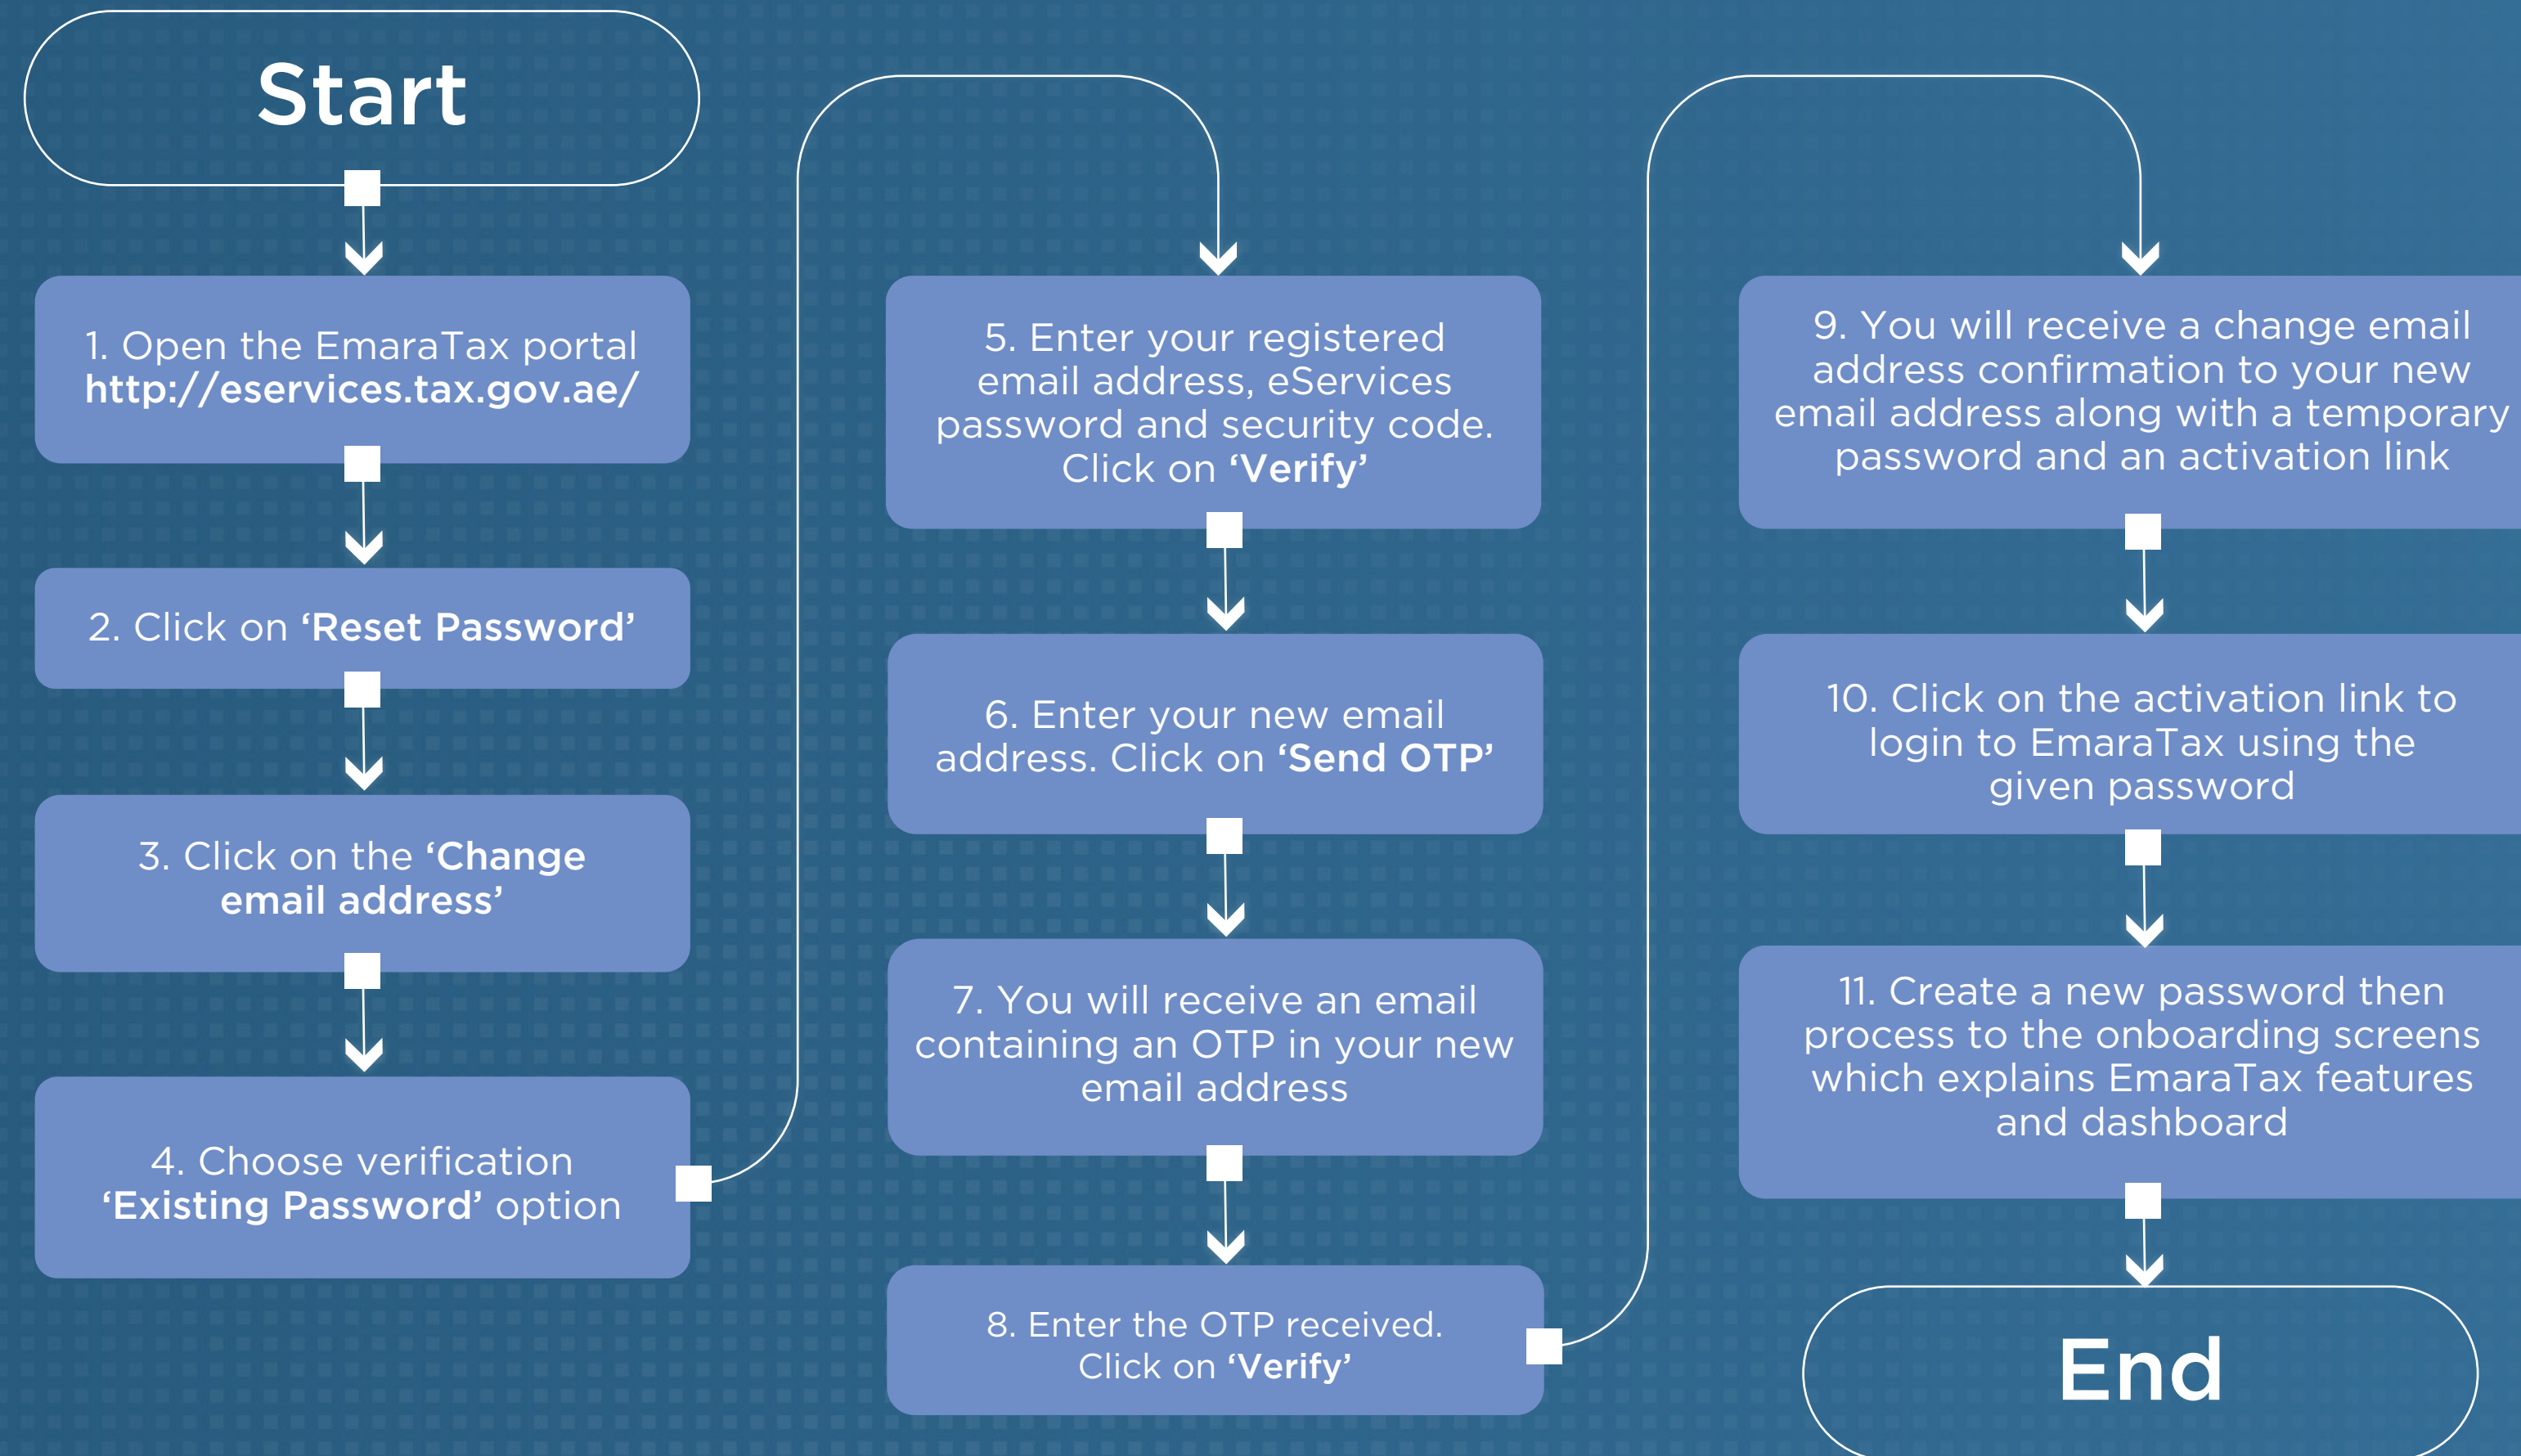 Start
1. Open the EmaraTax portal
http://eservices.tax.gov.ae/
2. Click on ‘Reset Password’
3. Click on the ‘Change
email address’
4. Choose verification
‘Existing Password’ option
5. Enter your registered
email address, eServices
password and security code.
Click on ‘Verify’
6. Enter your new email
address. Click on ‘Send OTP’
7. You will receive an email
containing an OTP in your new
email address
8. Enter the OTP received.
Click on ‘Verify’
9. You will receive a change email
address confirmation to your new
email address along with a temporary
password and an activation link
10. Click on the activation link to
login to EmaraTax using the
given password
11. Create a new password then
process to the onboarding screens
which explains EmaraTax features
and dashboard
End